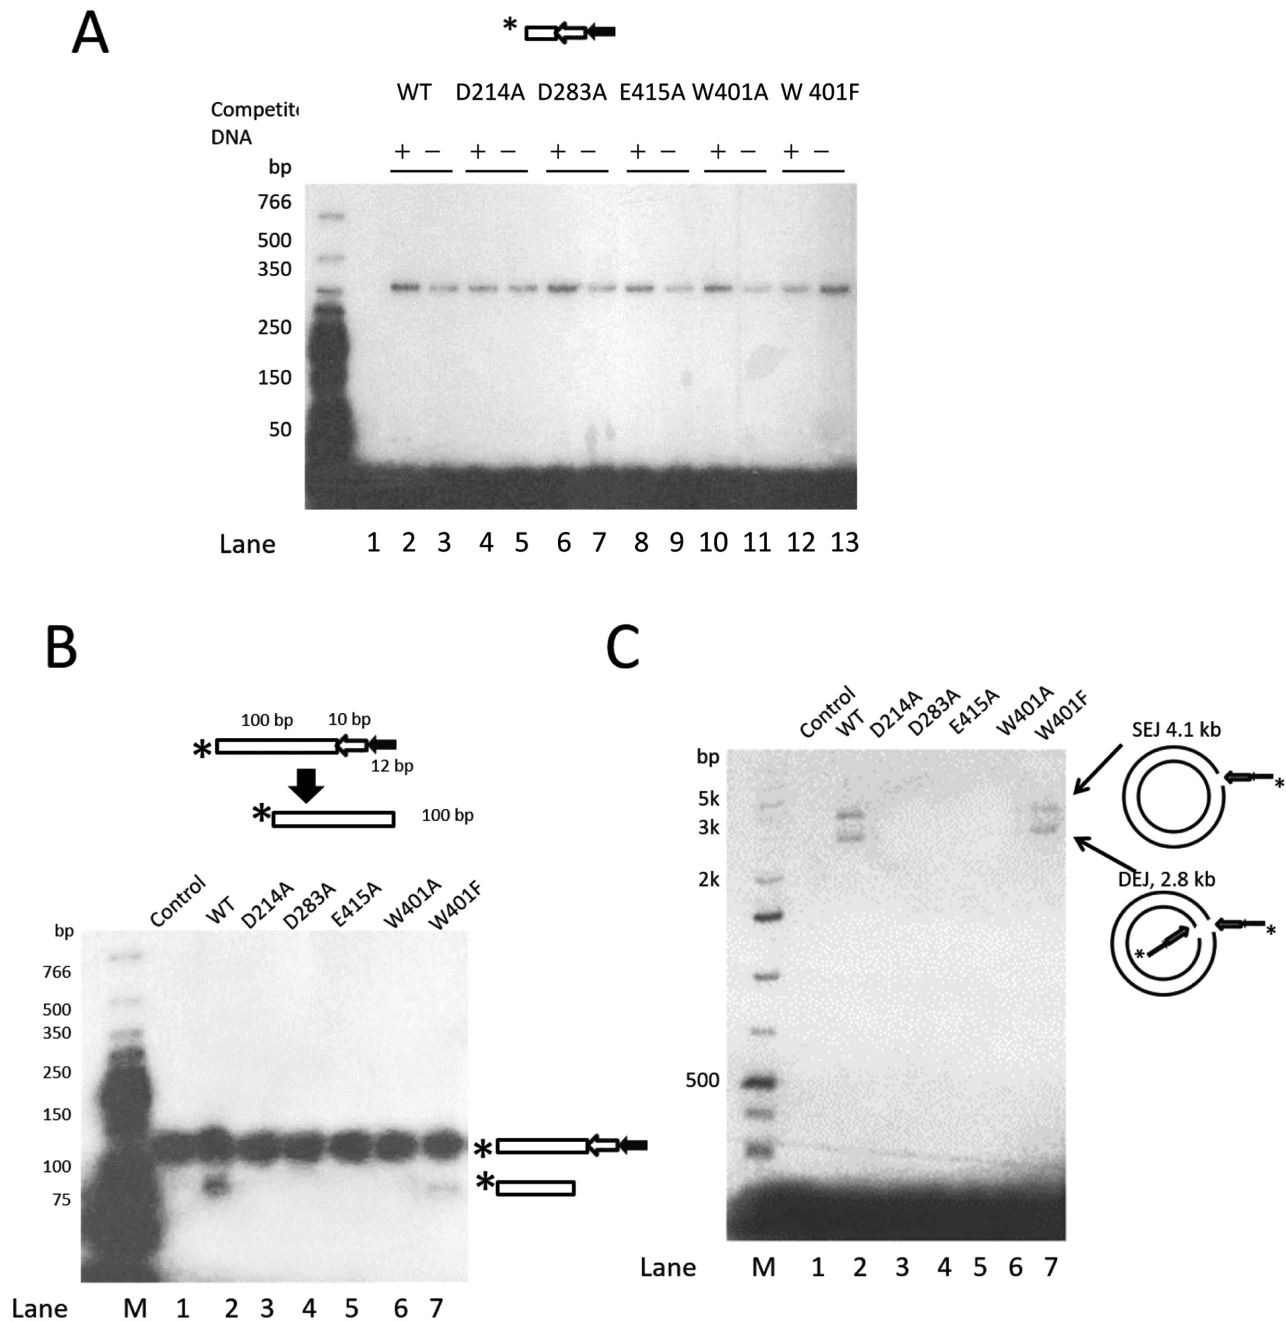 A
*
WT D214A D283A E415A W401A W 401F
Competit
DNA
+ − + − + − + − + − + −
bp
766
500
350
250
150
50
Lane 1 2 3 4 5 6 7 8 9 10 11 12 13
B
100 bp 10 bp
*
12 bp
* 100 bp
Control WT D214A D283A E415A W401A W401F
bp
766
500
350
250
150
100
75
*
*
Lane M 1 2 3 4 5 6 7
C
Control WT D214A D283A E415A W401A W401F
bp
5k
3k
2k
500
SEJ 4.1 kb
*
DEJ, 2.8 kb
*
*
Lane M 1 2 3 4 5 6 7